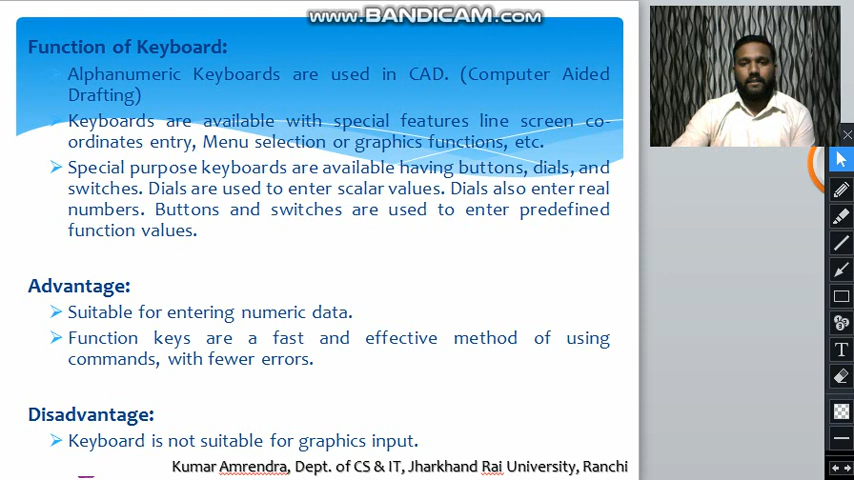 www.BANDICAM.com
Function of Keyboard:
Alphanumeric Keyboards are used in CAD. (Computer Aided
Drafting)
Keyboards are available with special features line screen co-
ordinates entry, Menu selection or graphics functions, etc.
Special purpose keyboards are available having buttons, dials, and
switches. Dials are used to enter scalar values. Dials also enter real
numbers. Buttons and switches are used to enter predefined
function values.
Advantage:
Suitable for entering numeric data.
Function keys are a fast and effective method of using
commands, with fewer errors.
Disadvantage:
Keyboard is not suitable for graphics input.
Kumar Amrendra, Dept. of CS & IT, Jharkhand Rai University, Ranchi